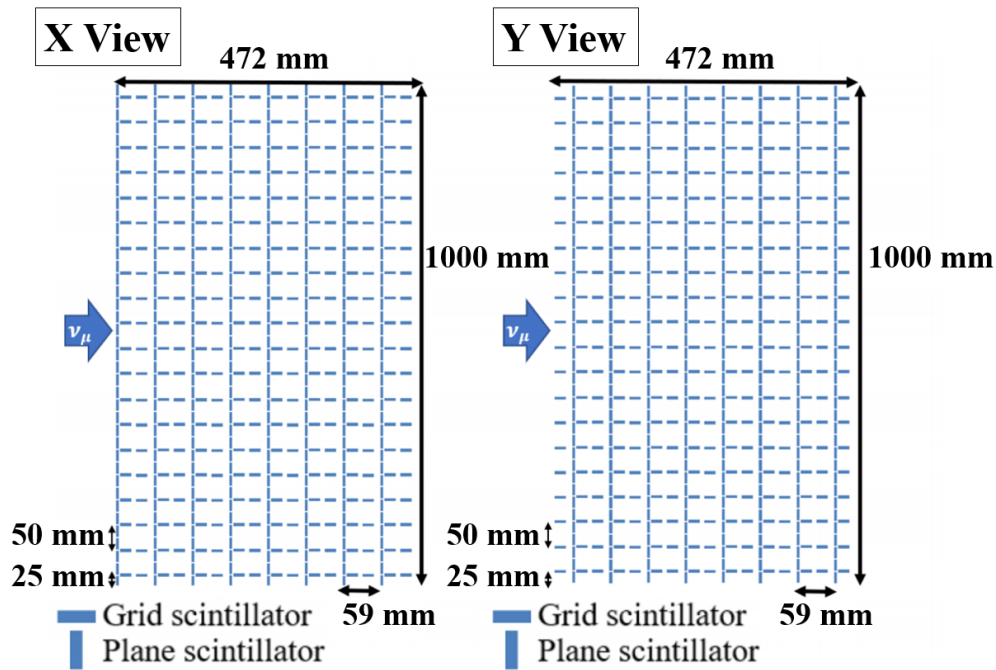 X View
472 mm
1000 mm
νμ
50 mm
25 mm
59 mm
Grid scintillator
Plane scintillator
Y View
472 mm
1000 mm
νμ
50 mm
25 mm
59 mm
Grid scintillator
Plane scintillator